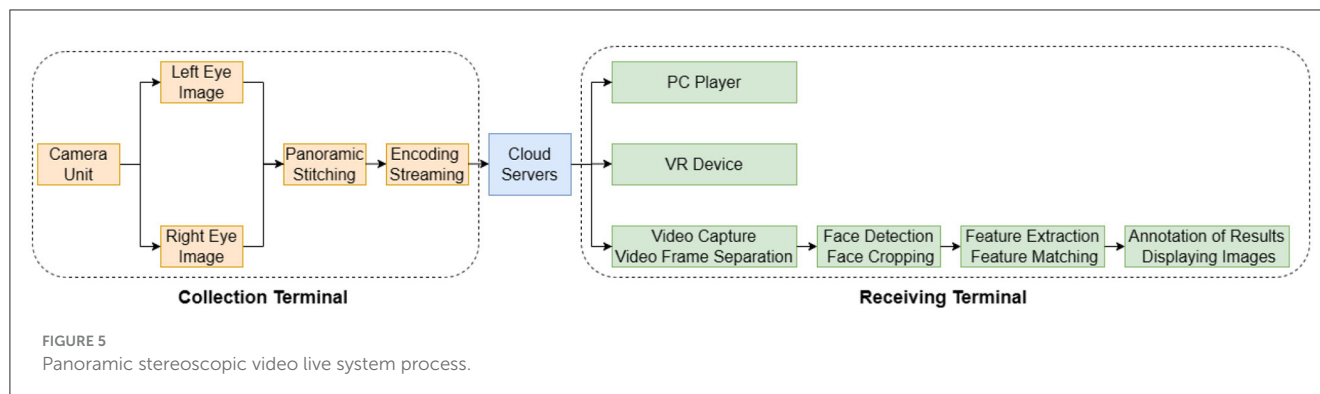 Camera
Unit
Left Eye
Image
Right Eye
Image
Panoramic
Stitching
Encoding
Streaming
Collection Terminal
Cloud
Servers
PC Player
VR Device
Video Capture
Video Frame Separation
Face Detection
Face Cropping
Feature Extraction
Feature Matching
Annotation of Results
Displaying Images
Receiving Terminal
FIGURE 5
Panoramic stereoscopic video live system process.